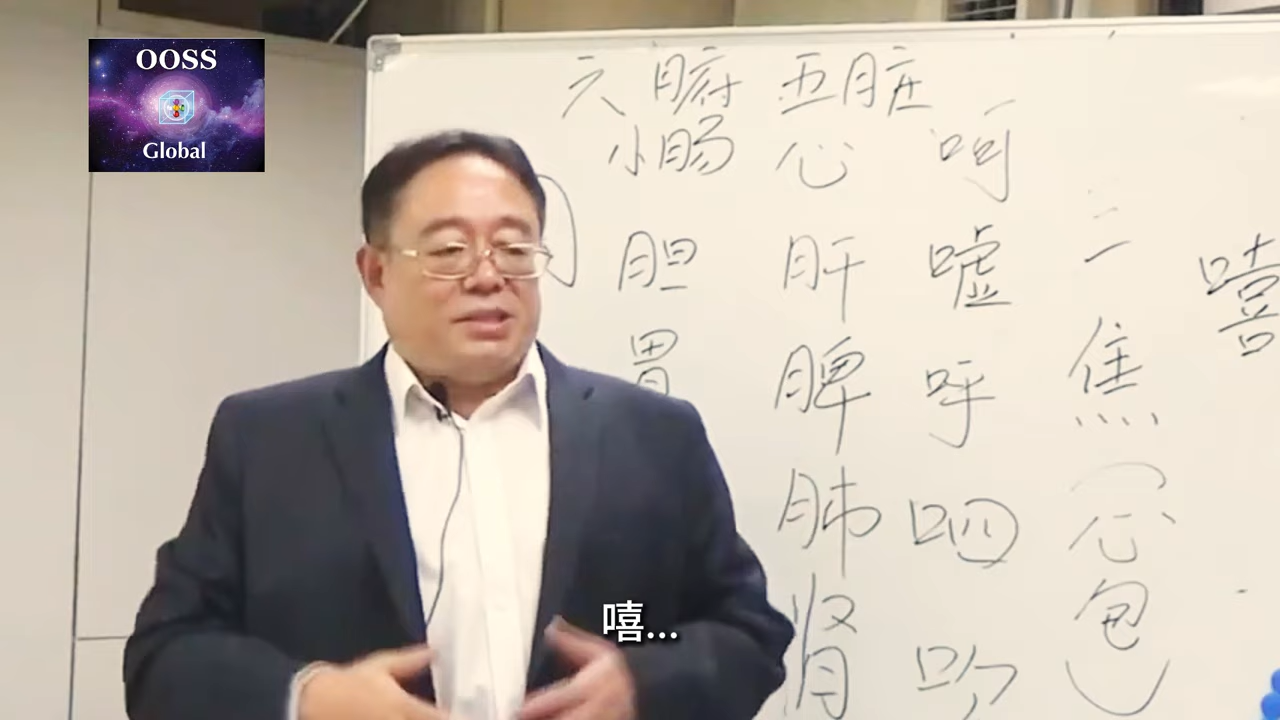 OOSS
Global
六腑 五脏
小肠 心 呵
胆 肝 嘘
胃 脾 呼
肺 呬
肾 吹
三焦（心包）
嘻
嘻...